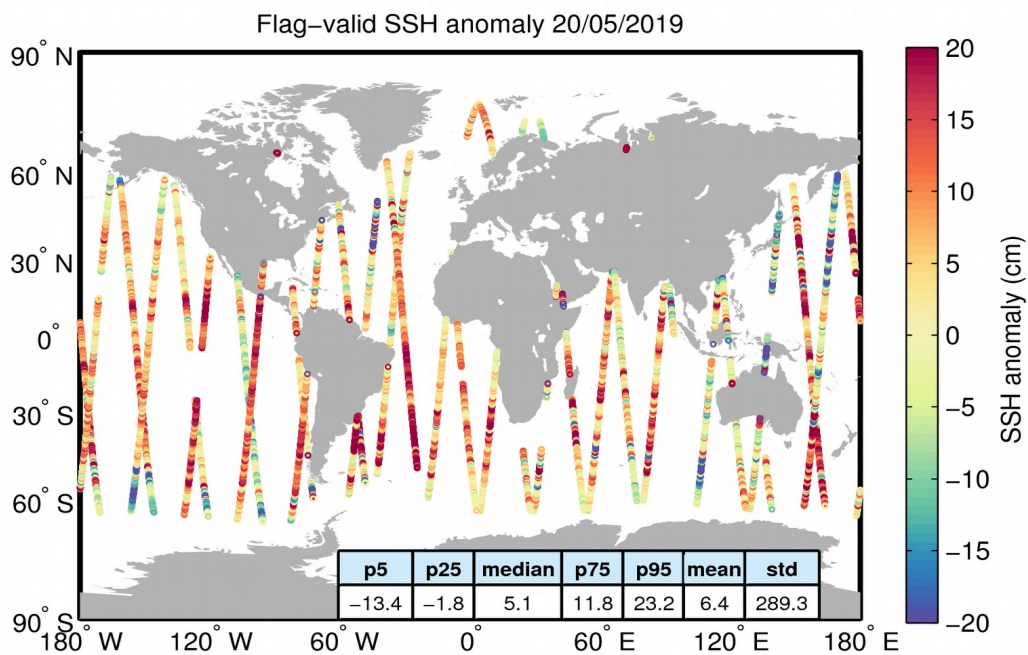 Flag−valid SSH anomaly 20/05/2019
90° N
60° N
30° N
0°
30° S
60° S
90° S
180° W
120° W
60° W
0°
60° E
120° E
180° E
p5 p25 median p75 p95 mean std
−13.4 −1.8 5.1 11.8 23.2 6.4 289.3
20
15
10
5
0
−5
−10
−15
−20
SSH anomaly (cm)